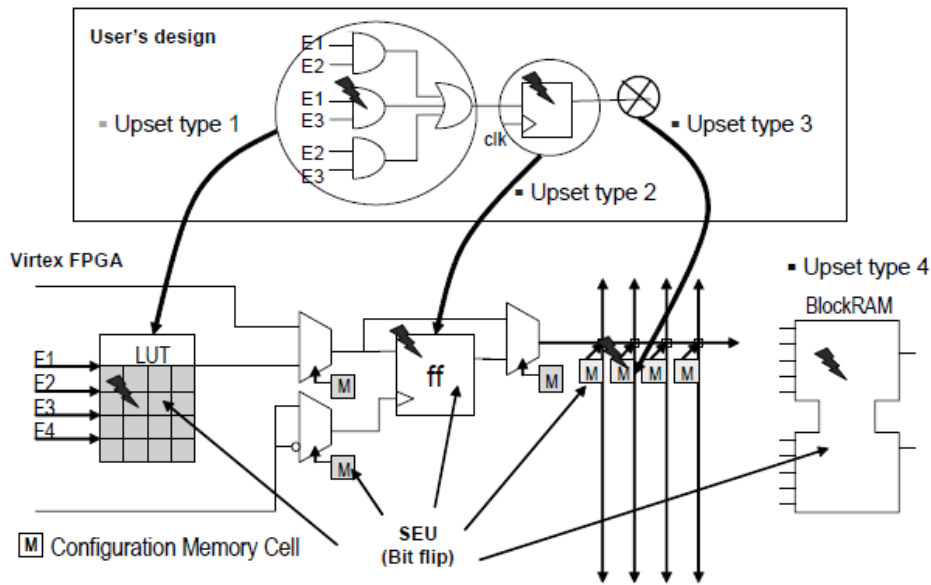 User's design
E1
E2
E1
E3
E2
E3
▪ Upset type 1
clk
▪ Upset type 2
▪ Upset type 3
Virtex FPGA
▪ Upset type 4
BlockRAM
LUT
E1
E2
E3
E4
ff
M
M
M
M
M
M
M
SEU
(Bit flip)
M Configuration Memory Cell